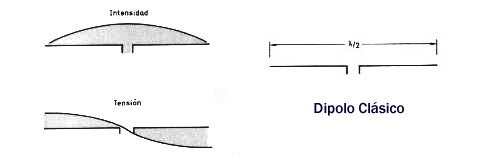 Intensidad
λ/2
Tensión
Dipolo Clásico